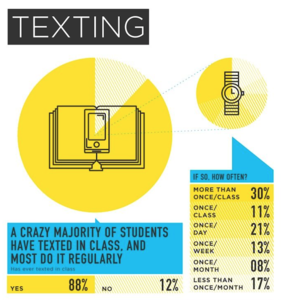 TEXTING
A CRAZY MAJORITY OF STUDENTS
HAVE TEXTED IN CLASS, AND
MOST DO IT REGULARLY
Has ever texted in class
YES 88% NO 12%
IF SO, HOW OFTEN?
MORE THAN
ONCE/CLASS 30%
ONCE/
CLASS 11%
ONCE/
DAY 21%
ONCE/
WEEK 13%
ONCE/
MONTH 08%
LESS THAN
ONCE/MONTH 17%